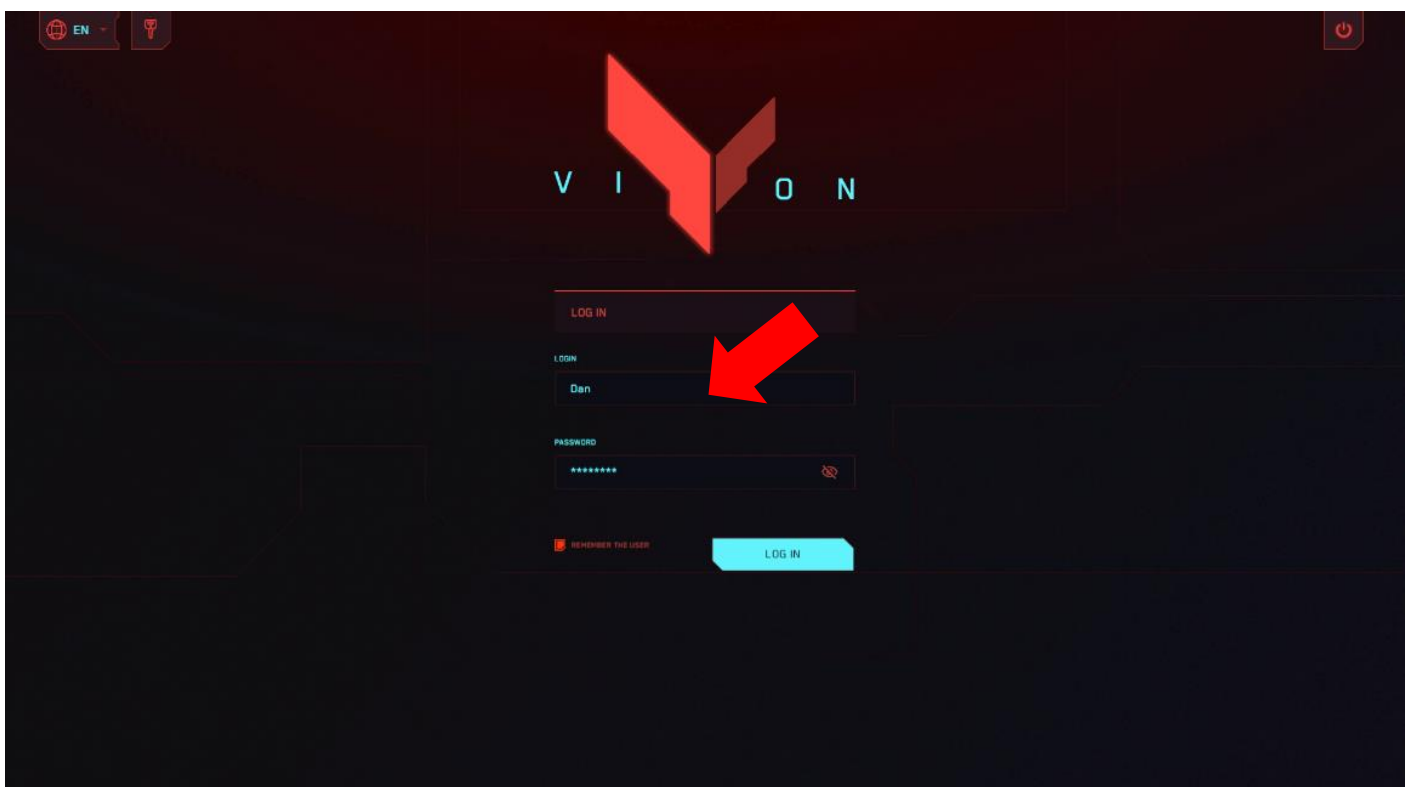 EN
V I O N
LOG IN
LOGIN
Dan
PASSWORD
********
REMEMBER THE USER
LOG IN